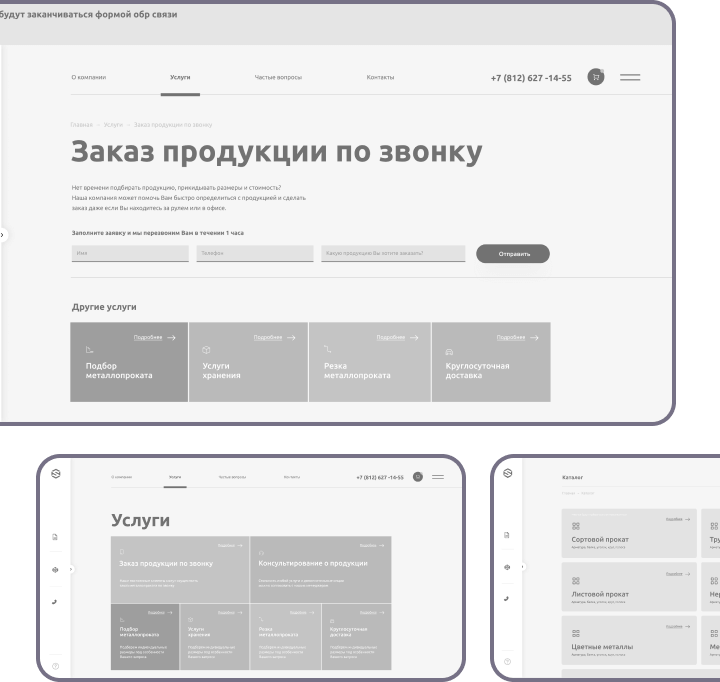 будут заканчиваться формой обр связи
О компании
Услуги
Частые вопросы
Контакты
+7 (812) 627 -14-55
Главная → Услуги → Заказ продукции по звонку
Заказ продукции по звонку
Нет времени подбирать продукцию, прикидывать размеры и стоимость?
Наша компания может помочь Вам быстро определиться с продукцией и сделать
заказ даже если Вы находитесь за рулем или в офисе.
Заполните заявку и мы перезвоним Вам в течении 1 часа
Имя
Телефон
Какую продукцию Вы хотите заказать?
Отправить
Другие услуги
Подробнее
Подбор
металлопроката
Подробнее
Услуги
хранения
Подробнее
Резка
металлопроката
Подробнее
Круглосуточная
доставка
О компании
Услуги
Частые вопросы
Контакты
+7 (812) 627 -14-55
Услуги
Подробнее
Заказ продукции по звонку
Подробнее
Консультирование о продукции
Подробнее
Подбор
металлопроката
Подробнее
Услуги
хранения
Подробнее
Резка
металлопроката
Подробнее
Круглосуточная
доставка
Каталог
Подробнее
Сортовой прокат
Тру
Подробнее
Листовой прокат
Нер
Подробнее
Цветные металлы
Ме